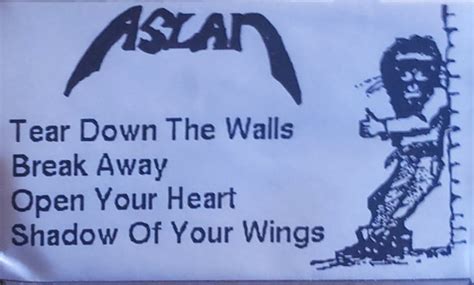 ASLAN
Tear Down The Walls
Break Away
Open Your Heart
Shadow Of Your Wings